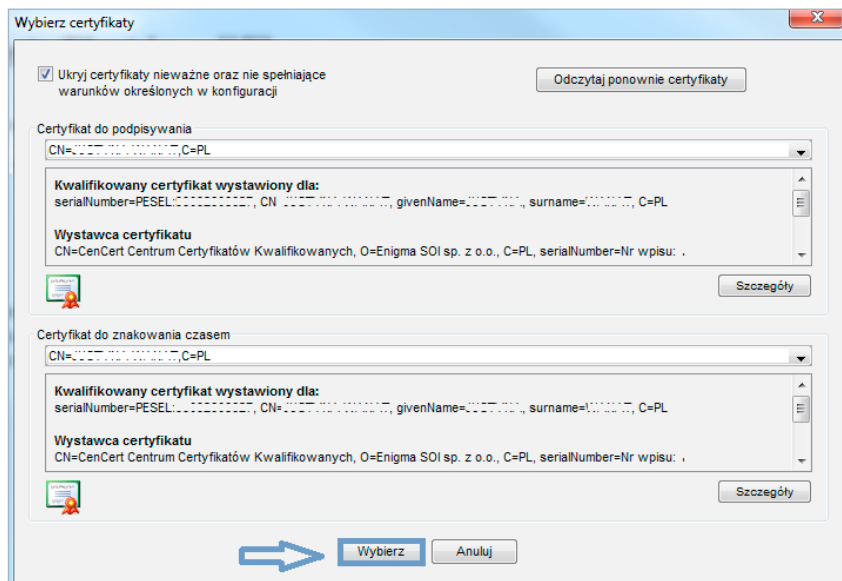 Wybierz certyfikaty
Ukryj certyfikaty nieważne oraz nie spełniające
warunków określonych w konfiguracji
Odczytaj ponownie certyfikaty
Certyfikat do podpisywania
CN=,C=PL
Kwalifikowany certyfikat wystawiony dla:
serialNumber=PESEL:, CN, givenName=, surname=, C=PL
Wystawca certyfikatu
CN=CenCert Centrum Certyfikatów Kwalifikowanych, O=Enigma SOI sp. z o.o., C=PL, serialNumber=Nr wpisu:
Szczegóły
Certyfikat do znakowania czasem
CN=,C=PL
Kwalifikowany certyfikat wystawiony dla:
serialNumber=PESEL:, CN=, givenName=, surname=, C=PL
Wystawca certyfikatu
CN=CenCert Centrum Certyfikatów Kwalifikowanych, O=Enigma SOI sp. z o.o., C=PL, serialNumber=Nr wpisu:
Szczegóły
Wybierz
Anuluj